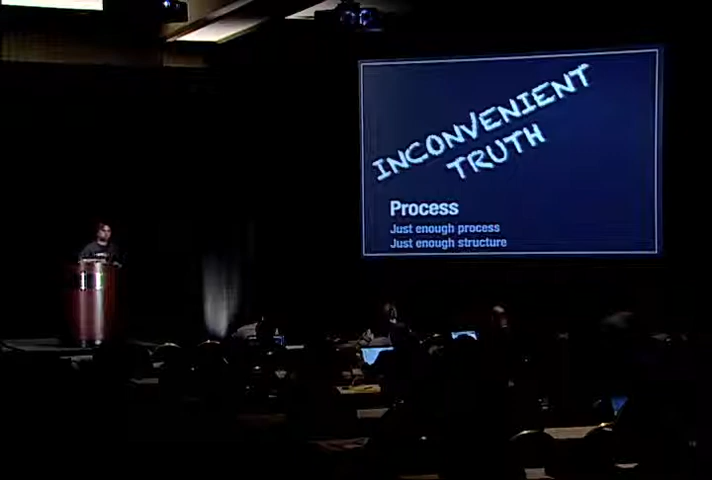 INCONVENIENT
TRUTH
Process
Just enough process
Just enough structure